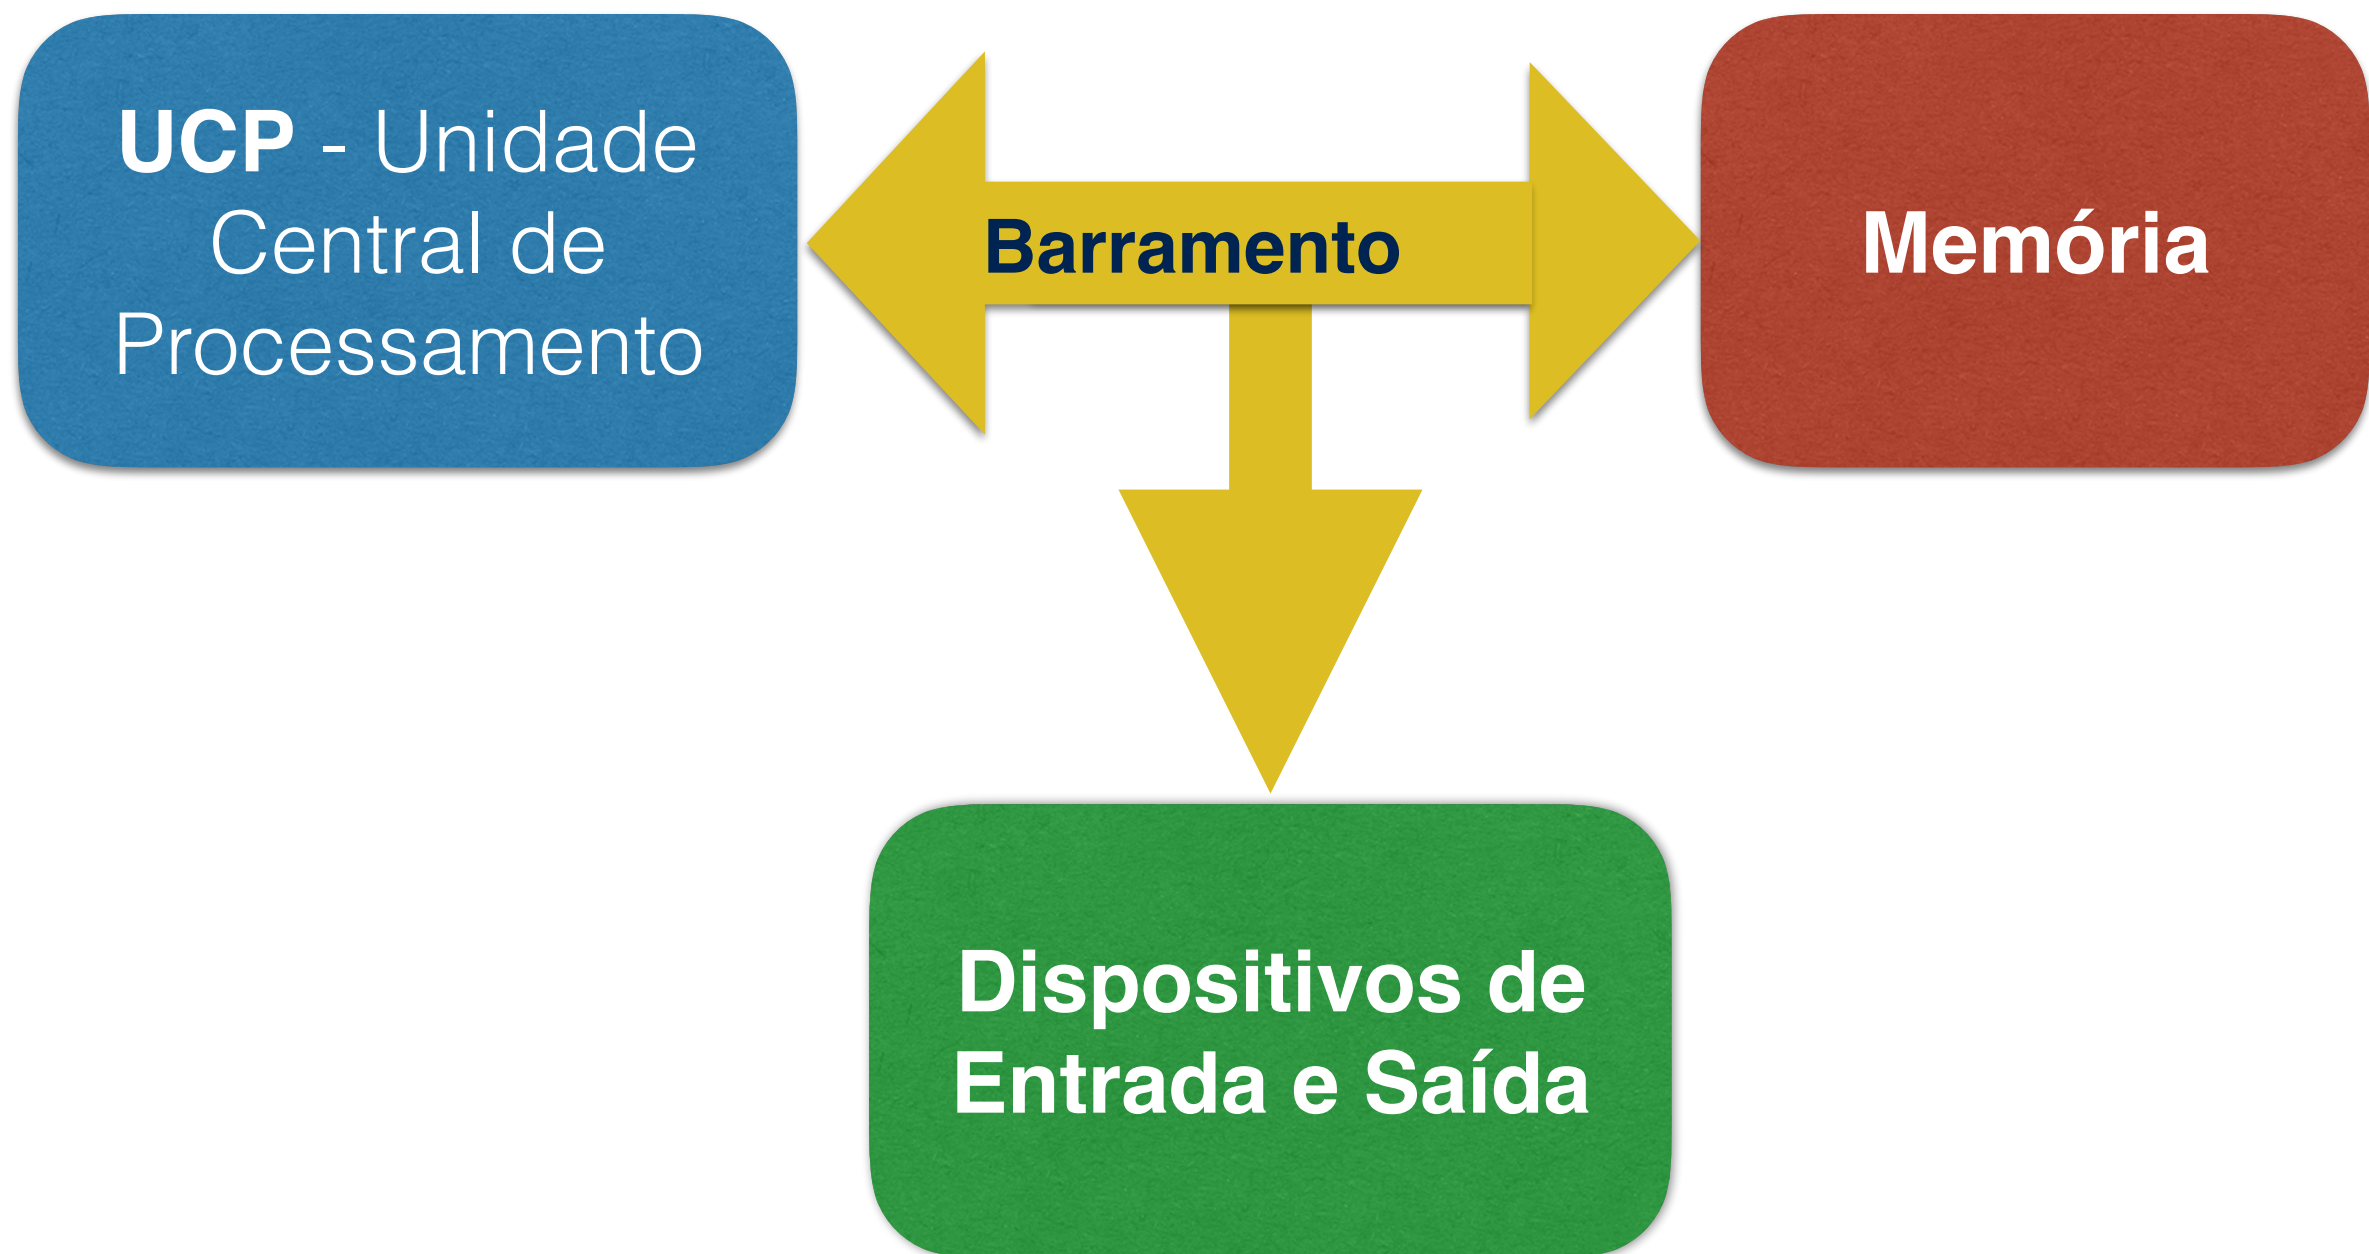 UCP - Unidade
Central de
Processamento
Barramento
Memória
Dispositivos de
Entrada e Saída